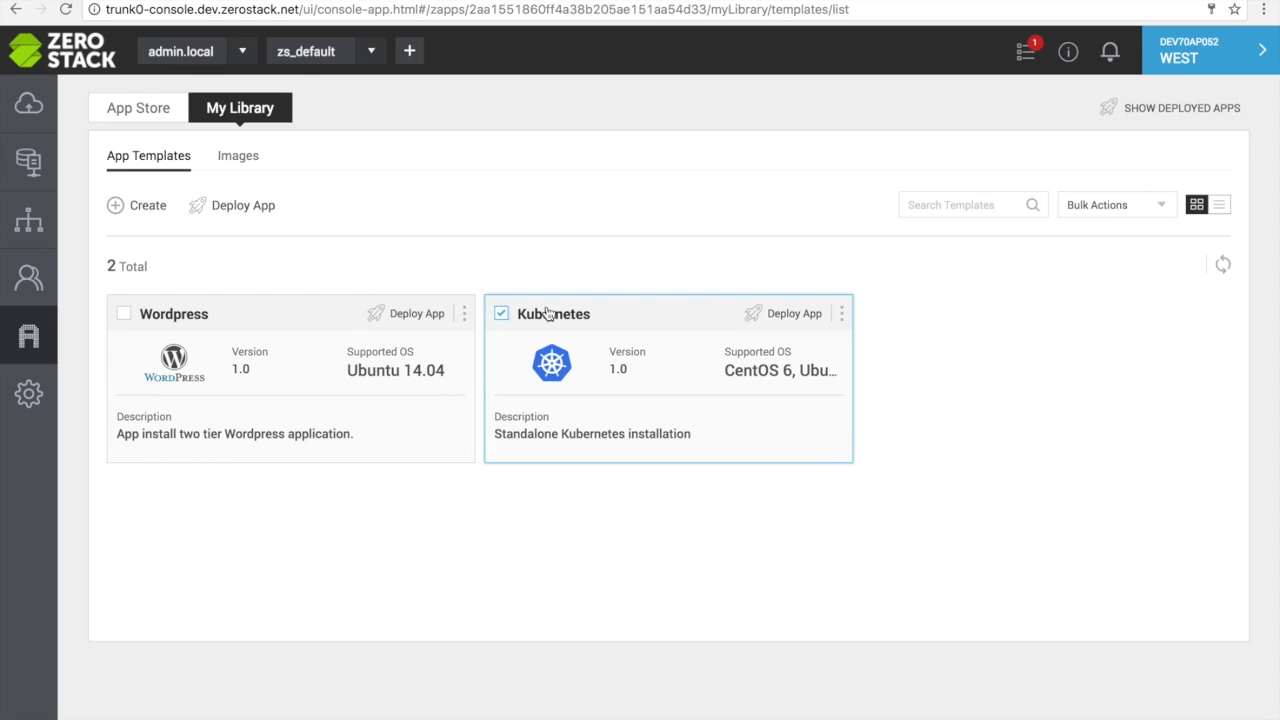 trunk0-console.dev.zerostack.net/ui/console-app.html#/zapps/2aa1551860ff4a38b205ae151aa54d33/myLibrary/templates/list
ZERO
STACK
admin.local
zs_default
+
1
DEV70AP052
WEST
App Store
My Library
SHOW DEPLOYED APPS
App Templates
Images
Create
Deploy App
Search Templates
Bulk Actions
2 Total
Wordpress
Deploy App
WORDPRESS
Version
1.0
Supported OS
Ubuntu 14.04
Description
App install two tier Wordpress application.
Kubernetes
Deploy App
Version
1.0
Supported OS
CentOS 6, Ubu...
Description
Standalone Kubernetes installation